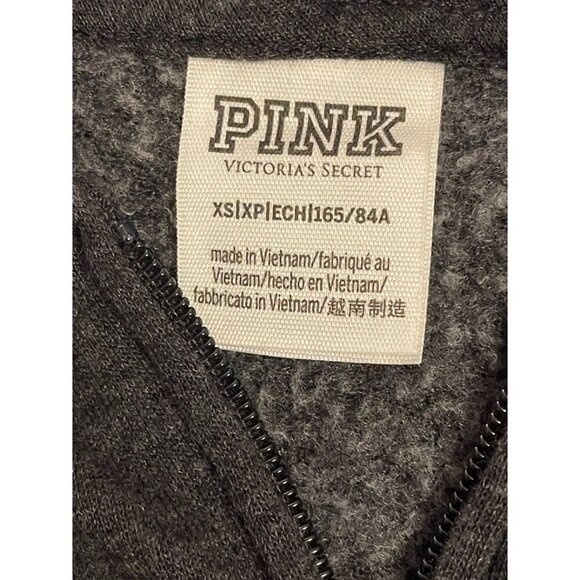 PINK
VICTORIA'S SECRET
XS|XP|ECH|165/84A
made in Vietnam/fabriqué au
Vietnam/hecho en Vietnam/
fabbricato in Vietnam/越南制造